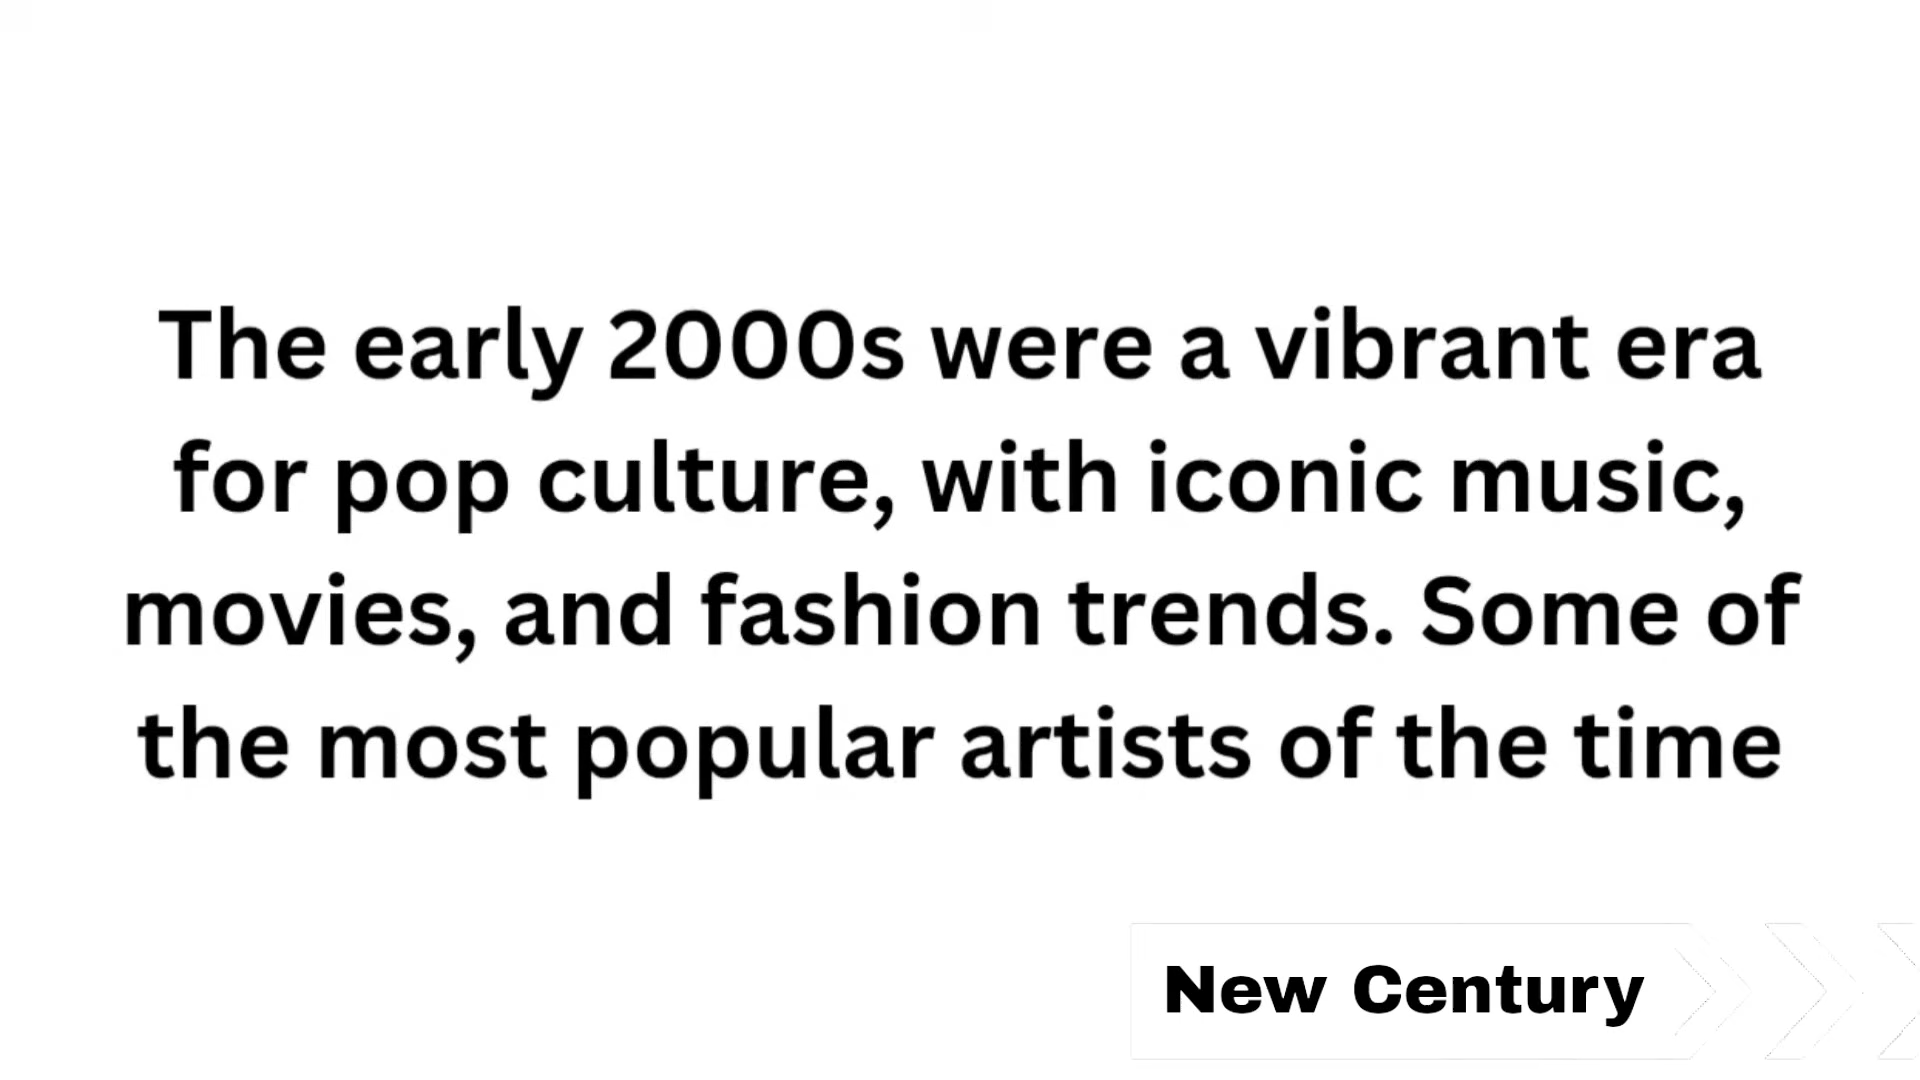 The early 2000s were a vibrant era
for pop culture, with iconic music,
movies, and fashion trends. Some of
the most popular artists of the time
New Century